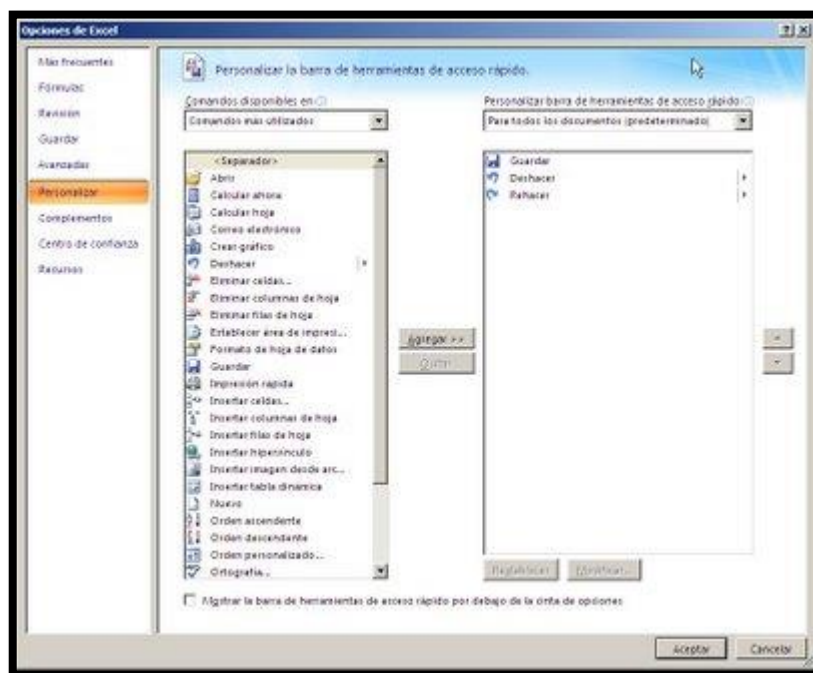 Opciones de Excel
Más frecuentes
Fórmulas
Revisión
Guardar
Avanzadas
Personalizar
Complementos
Centro de confianza
Recursos
Personalizar la barra de herramientas de acceso rápido.
Comandos disponibles en:
Comandos más utilizados
<Separador>
Abrir
Calcular ahora
Calcular hoja
Correo electrónico
Crear gráfico
Deshacer
Eliminar celdas...
Eliminar columnas de hoja
Eliminar filas de hoja
Establecer área de impresi...
Formato de hoja de datos
Guardar
Impresión rápida
Insertar celdas...
Insertar columnas de hoja
Insertar filas de hoja
Insertar hipervínculo
Insertar imagen desde arc...
Insertar tabla dinámica
Nuevo
Orden ascendente
Orden descendente
Orden personalizado...
Ortografía...
Agregar >>
Quitar
Personalizar barra de herramientas de acceso rápido:
Para todos los documentos (predeterminado)
Guardar
Deshacer
Rehacer
Restablecer
Modificar...
Mostrar la barra de herramientas de acceso rápido por debajo de la cinta de opciones
Aceptar
Cancelar